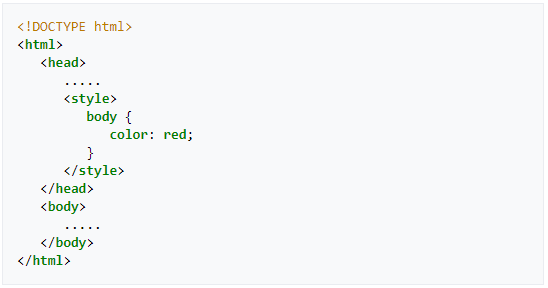 <!DOCTYPE html>
<html>
   <head>
      .....
      <style>
         body {
            color: red;
         }
      </style>
   </head>
   <body>
      .....
   </body>
</html>